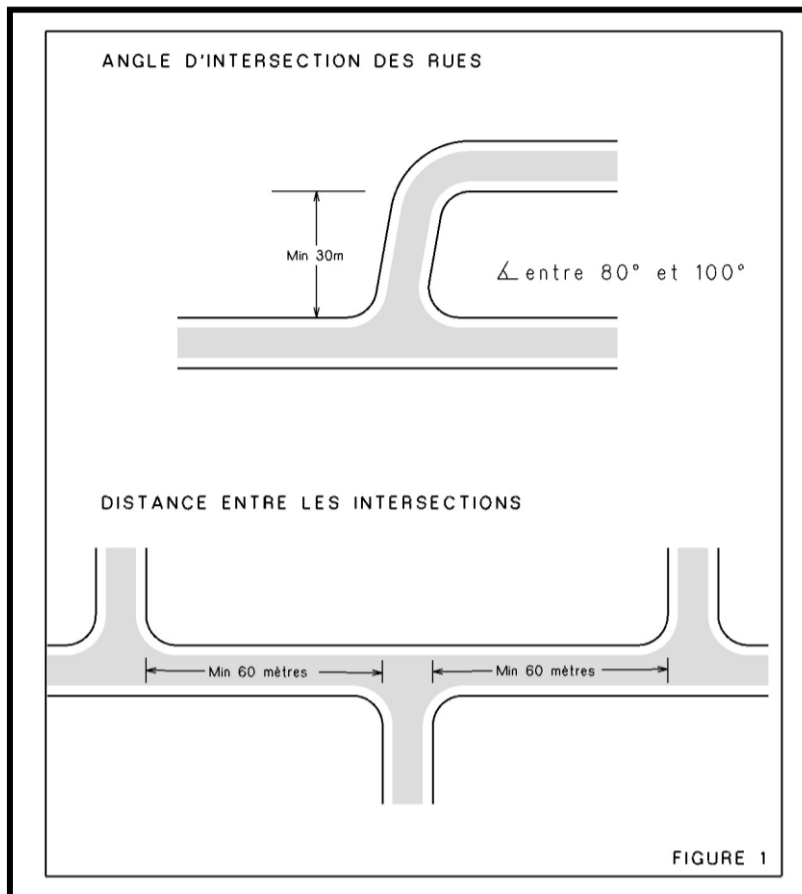 ANGLE D'INTERSECTION DES RUES
Min 30m
∡ entre 80° et 100°
DISTANCE ENTRE LES INTERSECTIONS
Min 60 mètres
Min 60 mètres
FIGURE 1